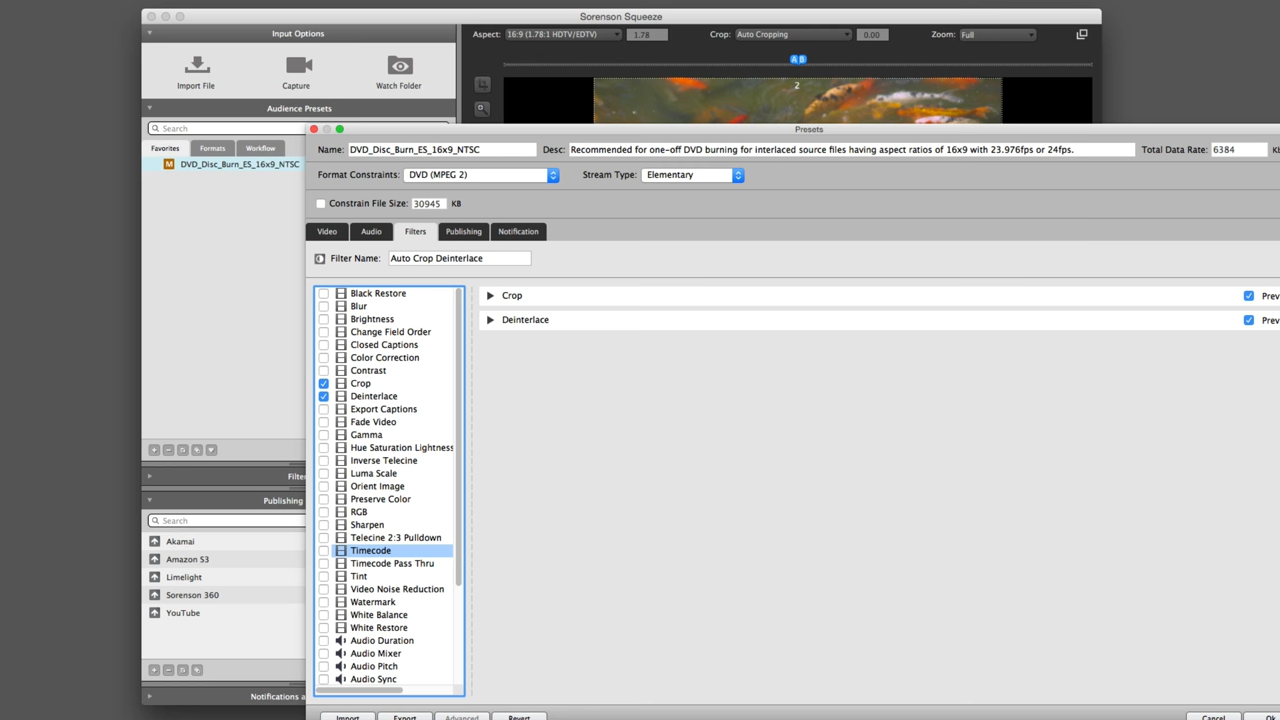 Sorenson Squeeze
Input Options
Import File
Capture
Watch Folder
Aspect: 16:9 (1.78:1 HDTV/EDTV) 1.78 Crop: Auto Cropping 0.00 Zoom: Full
A B
2
Audience Presets
Search
Favorites Formats Workflow
M DVD_Disc_Burn_ES_16x9_NTSC
Presets
Name: DVD_Disc_Burn_ES_16x9_NTSC Desc: Recommended for one-off DVD burning for interlaced source files having aspect ratios of 16x9 with 23.976fps or 24fps. Total Data Rate: 6384
Format Constraints: DVD (MPEG 2) Stream Type: Elementary
Constrain File Size: 30945 KB
Video Audio Filters Publishing Notification
Filter Name: Auto Crop Deinterlace
Black Restore
Blur
Brightness
Change Field Order
Closed Captions
Color Correction
Contrast
Crop
Deinterlace
Export Captions
Fade Video
Gamma
Hue Saturation Lightness
Inverse Telecine
Luma Scale
Orient Image
Preserve Color
RGB
Sharpen
Telecine 2:3 Pulldown
Timecode
Timecode Pass Thru
Tint
Video Noise Reduction
Watermark
White Balance
White Restore
Audio Duration
Audio Mixer
Audio Pitch
Audio Sync
Crop Prev
Deinterlace Prev
Filte
Publishing
Search
Akamai
Amazon S3
Limelight
Sorenson 360
YouTube
Notifications a
Import Export Advanced Revert Cancel Ok